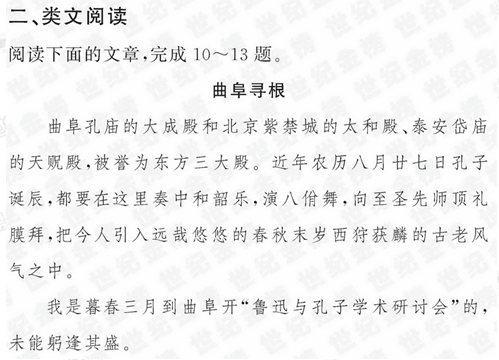 二、类文阅读
阅读下面的文章,完成10～13题。
曲阜寻根
曲阜孔庙的大成殿和北京紫禁城的太和殿、泰安岱庙
的天贶殿,被誉为东方三大殿。近年农历八月廿七日孔子
诞辰,都要在这里奏中和韶乐,演八佾舞,向至圣先师顶礼
膜拜,把今人引入远哉悠悠的春秋末岁西狩获麟的古老风
气之中。
我是暮春三月到曲阜开“鲁迅与孔子学术研讨会”的,
未能躬逢其盛。